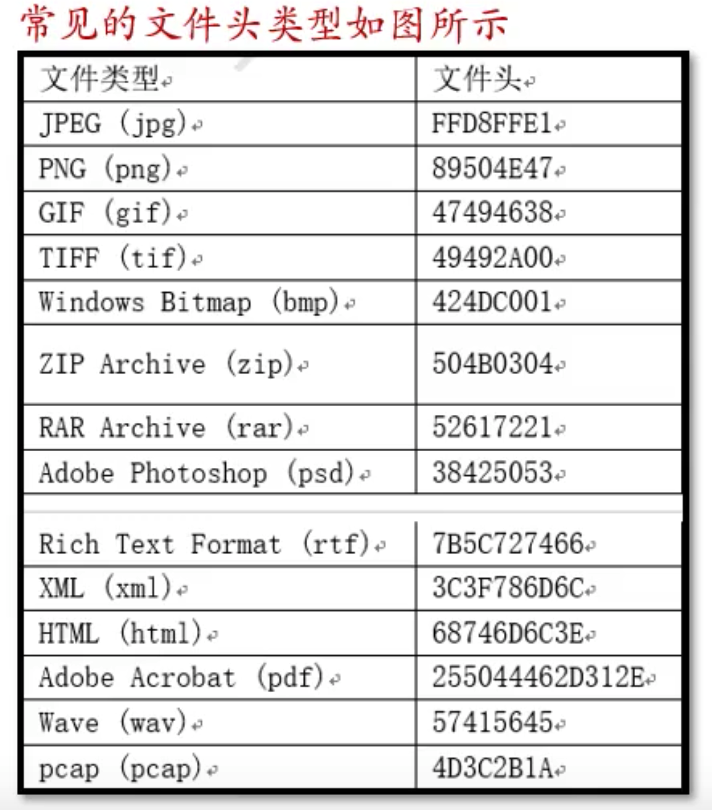 常见的文件头类型如图所示
文件类型 文件头
JPEG (jpg) FFD8FFE1
PNG (png) 89504E47
GIF (gif) 47494638
TIFF (tif) 49492A00
Windows Bitmap (bmp) 424DC001
ZIP Archive (zip) 504B0304
RAR Archive (rar) 52617221
Adobe Photoshop (psd) 38425053
Rich Text Format (rtf) 7B5C727466
XML (xml) 3C3F786D6C
HTML (html) 68746D6C3E
Adobe Acrobat (pdf) 255044462D312E
Wave (wav) 57415645
pcap (pcap) 4D3C2B1A